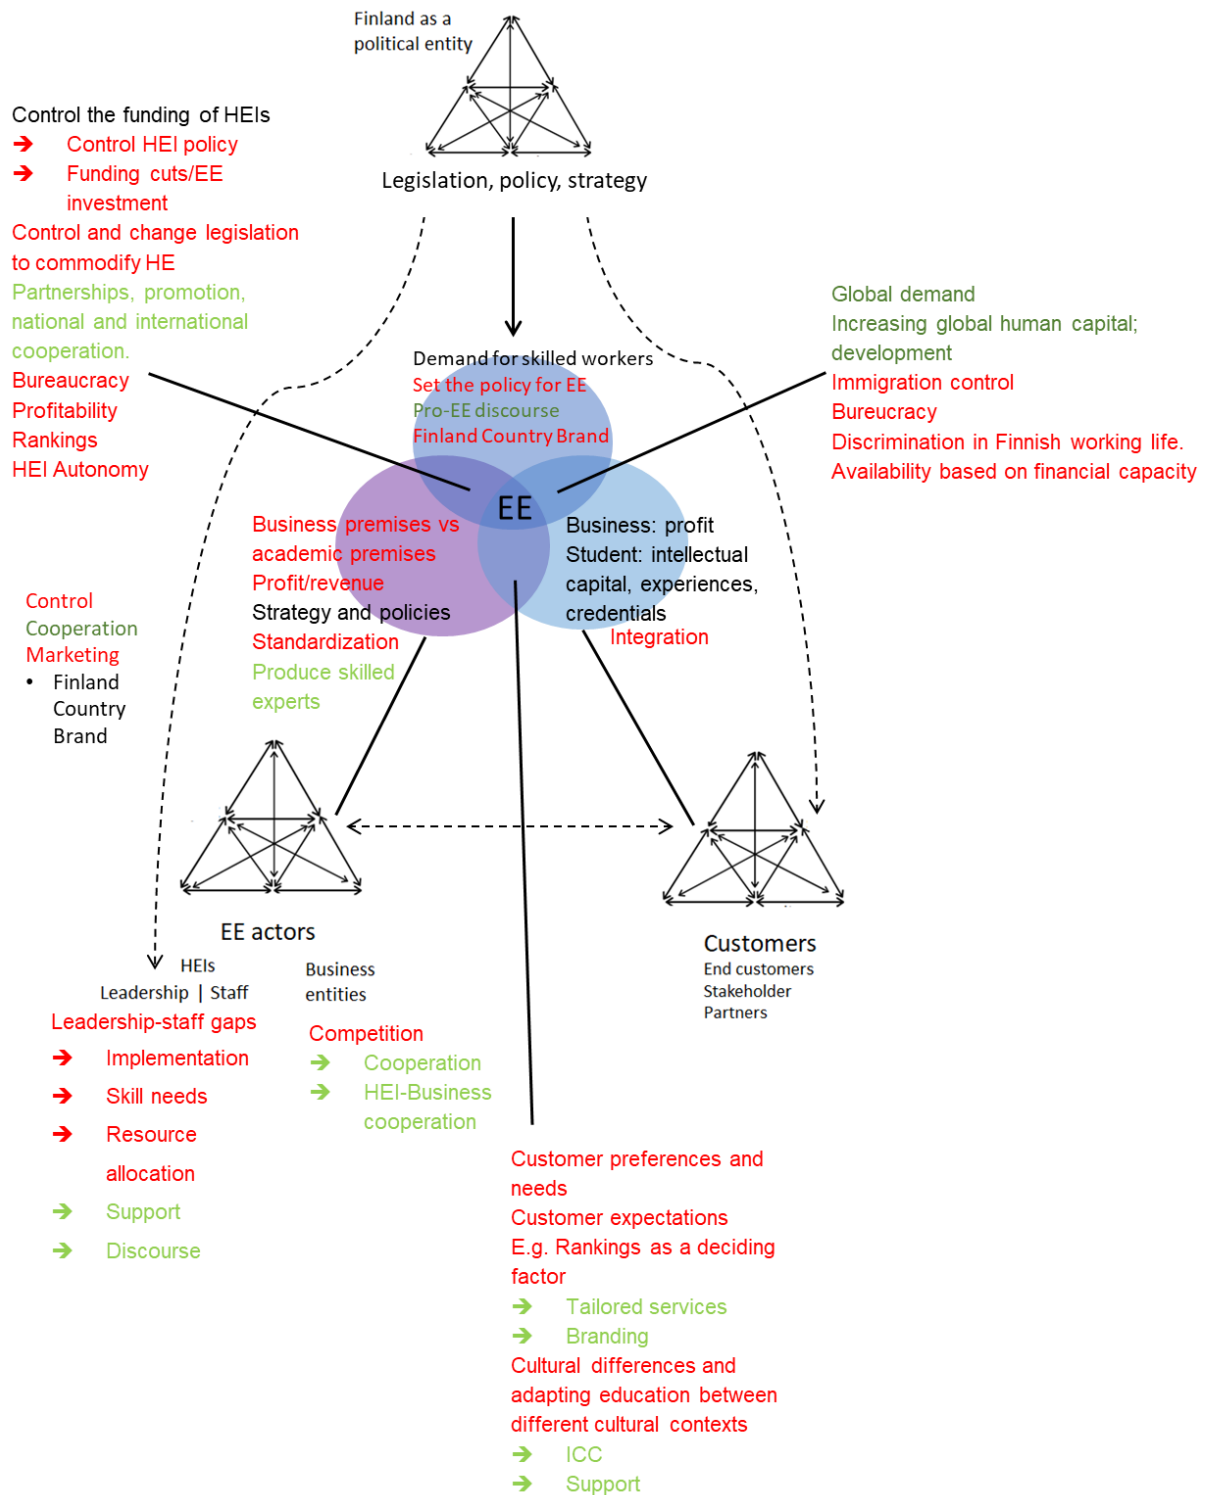 Finland as a
political entity
Legislation, policy, strategy
Control the funding of HEIs
➔ Control HEI policy
➔ Funding cuts/EE
investment
Control and change legislation
to commodify HE
Partnerships, promotion,
national and international
cooperation.
Bureaucracy
Profitability
Rankings
HEI Autonomy
Global demand
Increasing global human capital;
development
Immigration control
Bureucracy
Discrimination in Finnish working life.
Availability based on financial capacity
Demand for skilled workers
Set the policy for EE
Pro-EE discourse
Finland Country Brand
EE
Business premises vs
academic premises
Profit/revenue
Strategy and policies
Standardization
Produce skilled
experts
Business: profit
Student: intellectual
capital, experiences,
credentials
Integration
Control
Cooperation
Marketing
• Finland
Country
Brand
EE actors
HEIs
Leadership | Staff
Business
entities
Leadership-staff gaps
➔ Implementation
➔ Skill needs
➔ Resource
allocation
➔ Support
➔ Discourse
Competition
➔ Cooperation
➔ HEI-Business
cooperation
Customers
End customers
Stakeholder
Partners
Customer preferences and
needs
Customer expectations
E.g. Rankings as a deciding
factor
➔ Tailored services
➔ Branding
Cultural differences and
adapting education between
different cultural contexts
➔ ICC
➔ Support